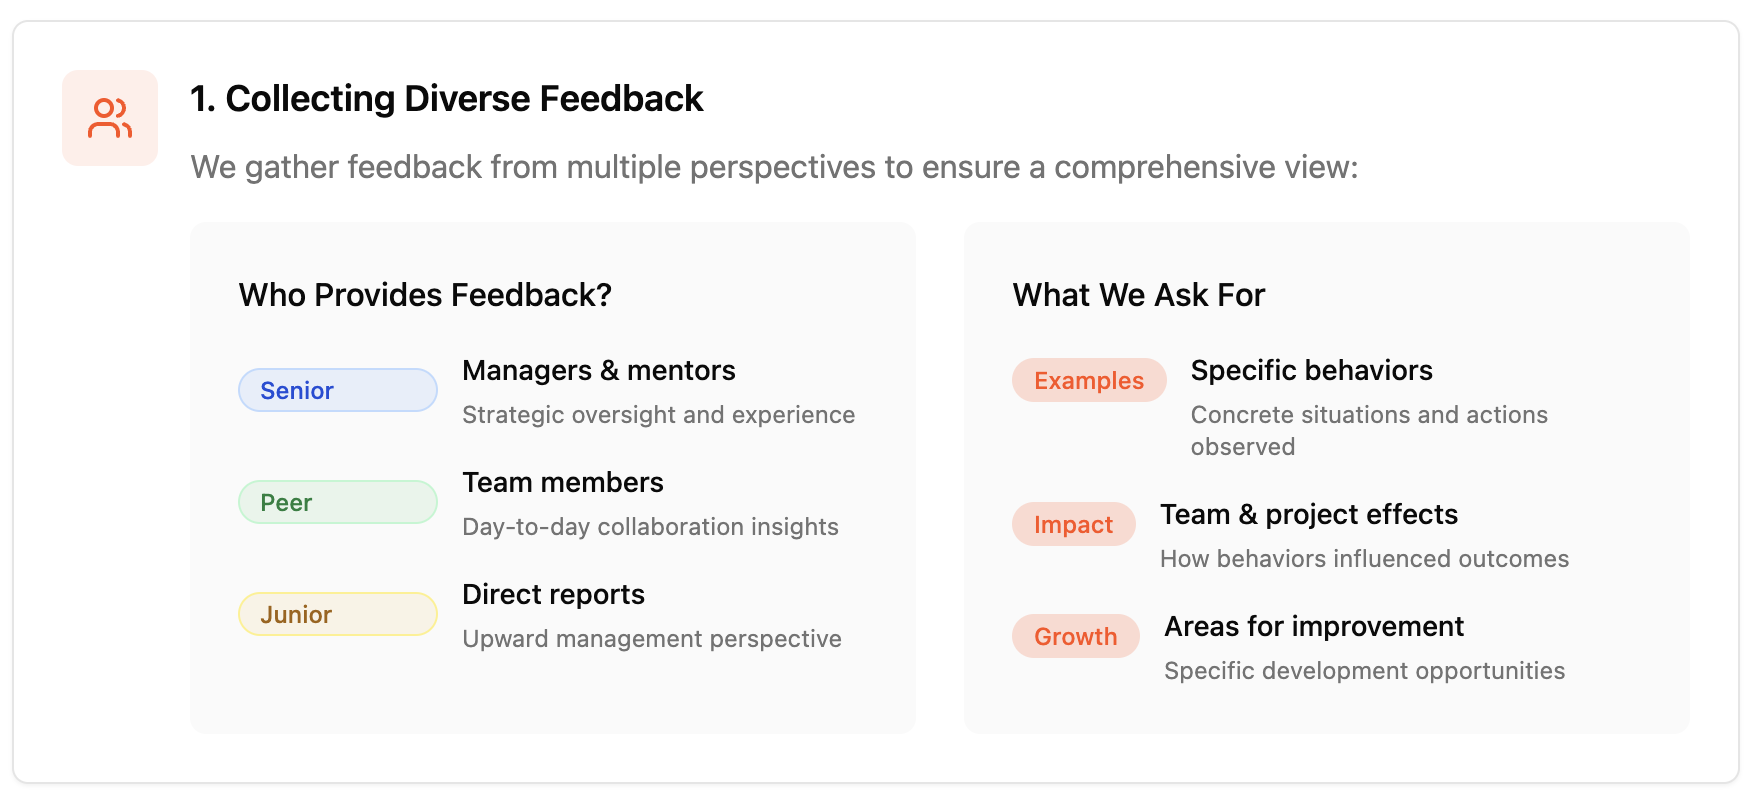 1. Collecting Diverse Feedback
We gather feedback from multiple perspectives to ensure a comprehensive view:
Who Provides Feedback?
Senior
Managers & mentors
Strategic oversight and experience
Peer
Team members
Day-to-day collaboration insights
Junior
Direct reports
Upward management perspective
What We Ask For
Examples
Specific behaviors
Concrete situations and actions
observed
Impact
Team & project effects
How behaviors influenced outcomes
Growth
Areas for improvement
Specific development opportunities